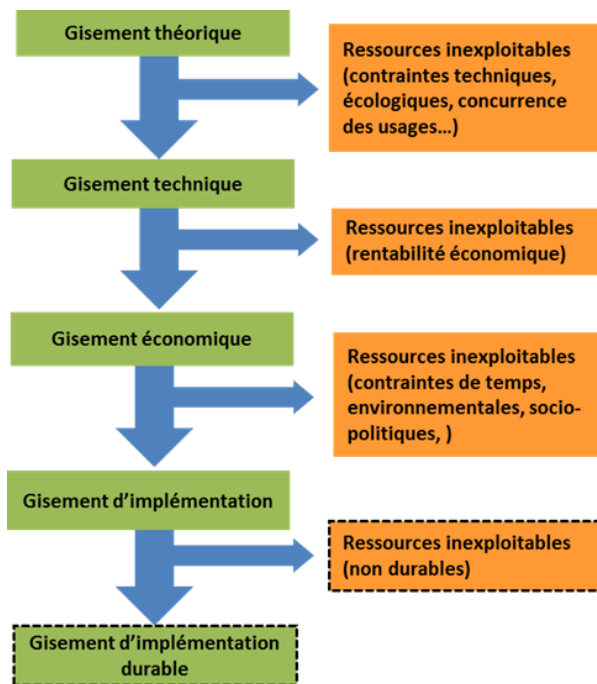 Gisement théorique
Ressources inexploitables
(contraintes techniques,
écologiques, concurrence
des usages…)
Gisement technique
Ressources inexploitables
(rentabilité économique)
Gisement économique
Ressources inexploitables
(contraintes de temps,
environnementales, socio-
politiques, )
Gisement d’implémentation
Ressources inexploitables
(non durables)
Gisement d’implémentation
durable